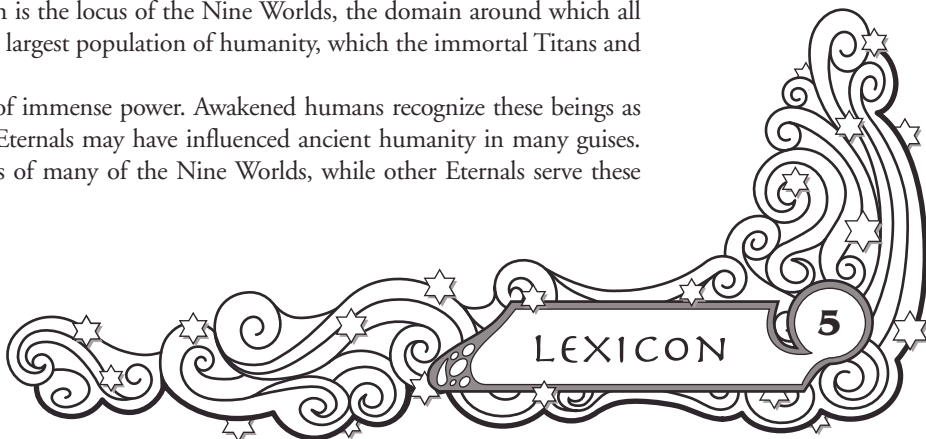 is the locus of the Nine Worlds, the domain around which all
largest population of humanity, which the immortal Titans and
of immense power. Awakened humans recognize these beings as
Eternals may have influenced ancient humanity in many guises.
of many of the Nine Worlds, while other Eternals serve these
LEXICON
5